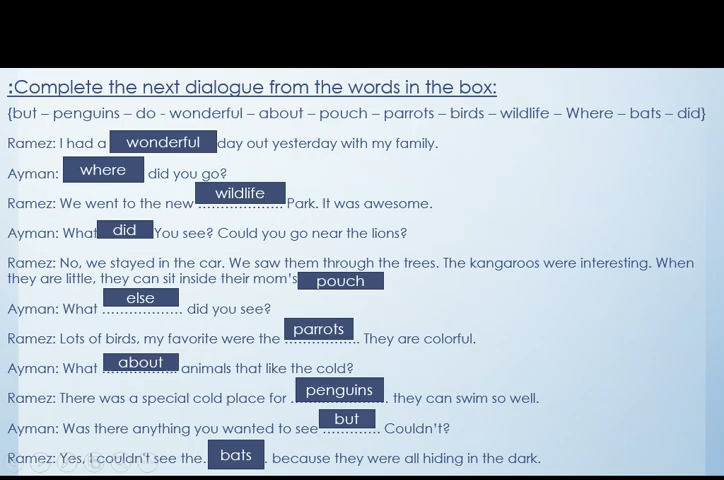 :Complete the next dialogue from the words in the box:
{but – penguins – do - wonderful – about – pouch – parrots – birds – wildlife – Where – bats – did}
Ramez: I had a wonderful day out yesterday with my family.
Ayman: where did you go?
Ramez: We went to the new wildlife ................... Park. It was awesome.
Ayman: What did You see? Could you go near the lions?
Ramez: No, we stayed in the car. We saw them through the trees. The kangaroos were interesting. When
they are little, they can sit inside their mom's pouch
Ayman: What else .................. did you see?
Ramez: Lots of birds, my favorite were the parrots ................ They are colorful.
Ayman: What about ................ animals that like the cold?
Ramez: There was a special cold place for penguins .................... they can swim so well.
Ayman: Was there anything you wanted to see but ............. Couldn't?
Ramez: Yes, I couldn't see the. bats . because they were all hiding in the dark.